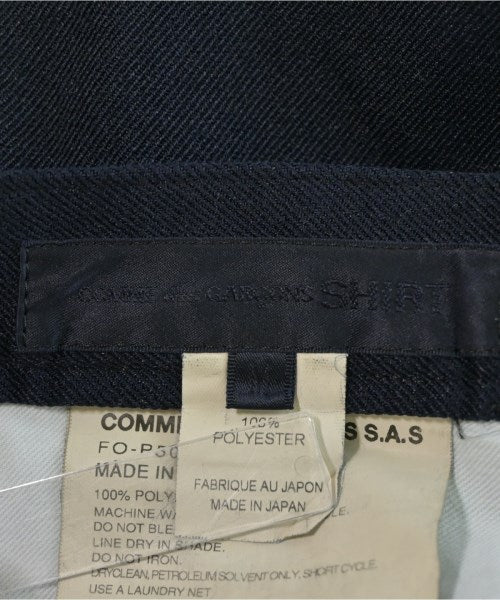 COMME des GARÇONS SHIRT
100%
POLYESTER
FABRIQUE AU JAPON
MADE IN JAPAN
COMME S S.A.S
FO-P30
MADE IN
100% POLY
MACHINE WA LE.
DO NOT BLE
LINE DRY IN SHADE.
DO NOT IRON.
DRYCLEAN, PETROLEUM SOLVENT ONLY. SHORT CYCLE.
USE A LAUNDRY NET